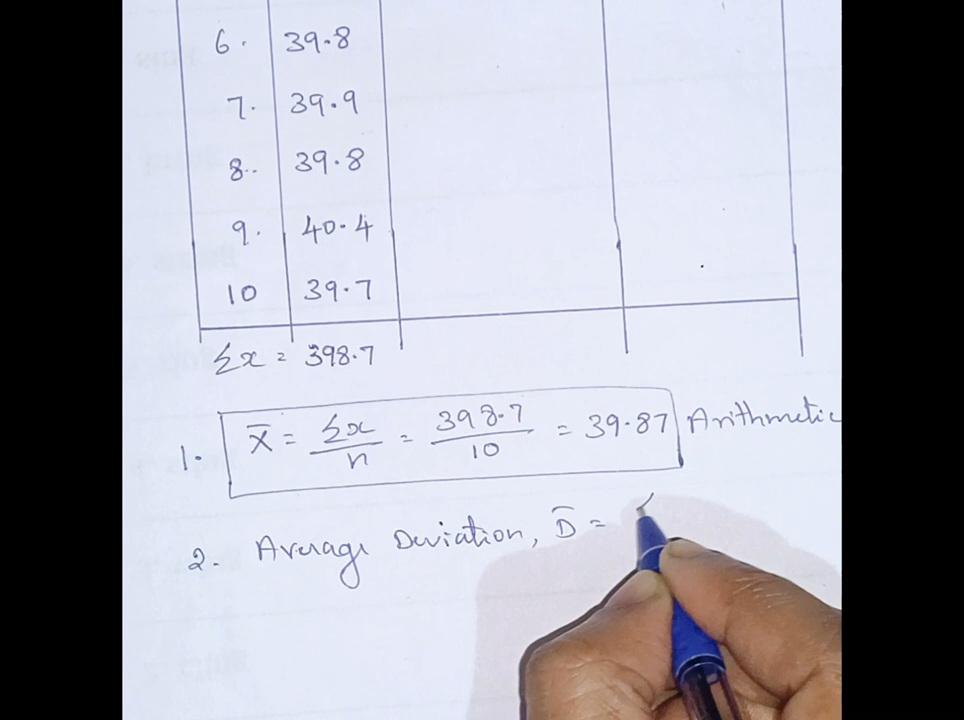 6. 39.8
7. 39.9
8.. 39.8
9. 40.4
10 39.7
Σx = 398.7
1. X̄ = Σx/n = 398.7/10 = 39.87 Arithmetic
2. Average Deviation, D̄ =